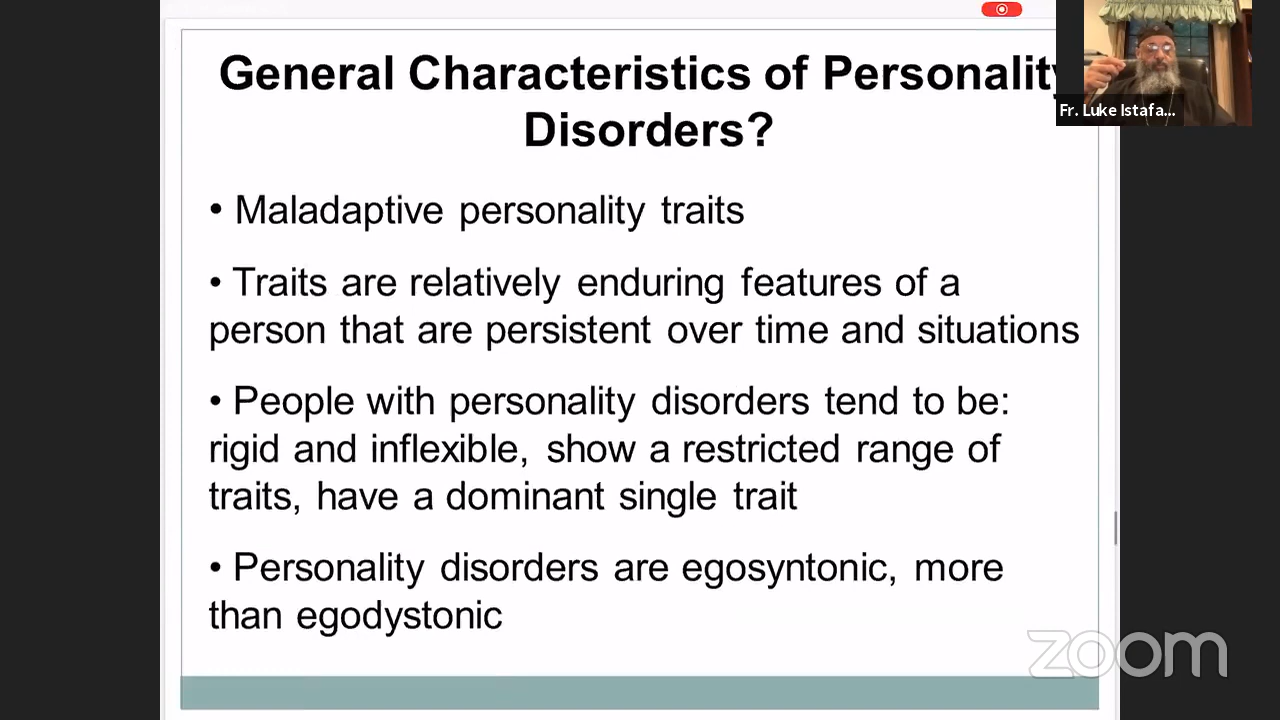 General Characteristics of Personality
Disorders?
• Maladaptive personality traits
• Traits are relatively enduring features of a
person that are persistent over time and situations
• People with personality disorders tend to be:
rigid and inflexible, show a restricted range of
traits, have a dominant single trait
• Personality disorders are egosyntonic, more
than egodystonic
Fr. Luke Istafa...
zoom